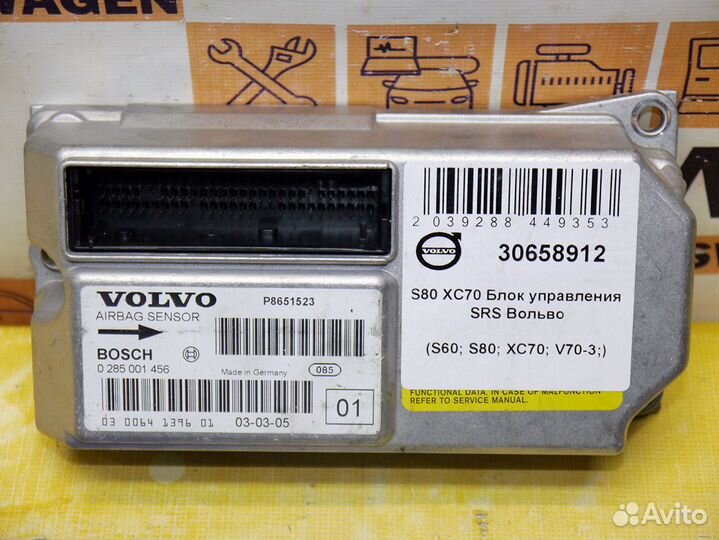 WAGEN
WAGEN
2 039288 449353
VOLVO
30658912
S80 XC70 Блок управления
SRS Вольво
(S60; S80; XC70; V70-3;)
FUNCTIONAL DATA. IN CASE OF MALFUNCTION
REFER TO SERVICE MANUAL.
VOLVO
P8651523
AIRBAG SENSOR
BOSCH
0 285 001 456
Made in Germany
085
03 0064 1396 01
03-03-05
01
Avito